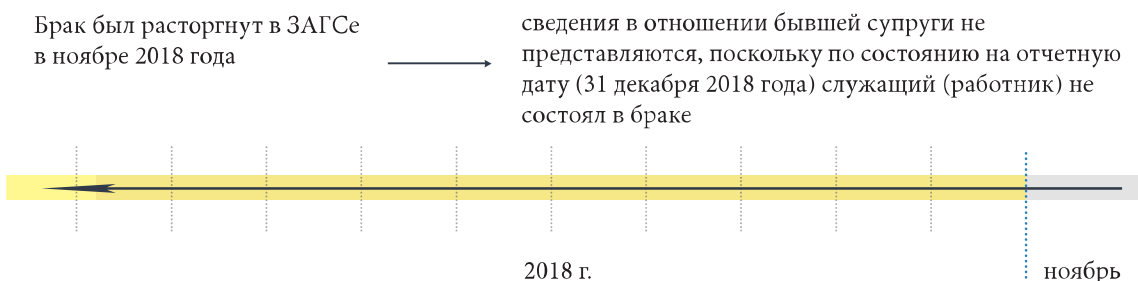 Брак был расторгнут в ЗАГСе
в ноябре 2018 года
сведения в отношении бывшей супруги не
представляются, поскольку по состоянию на отчетную
дату (31 декабря 2018 года) служащий (работник) не
состоял в браке
2018 г.
ноябрь